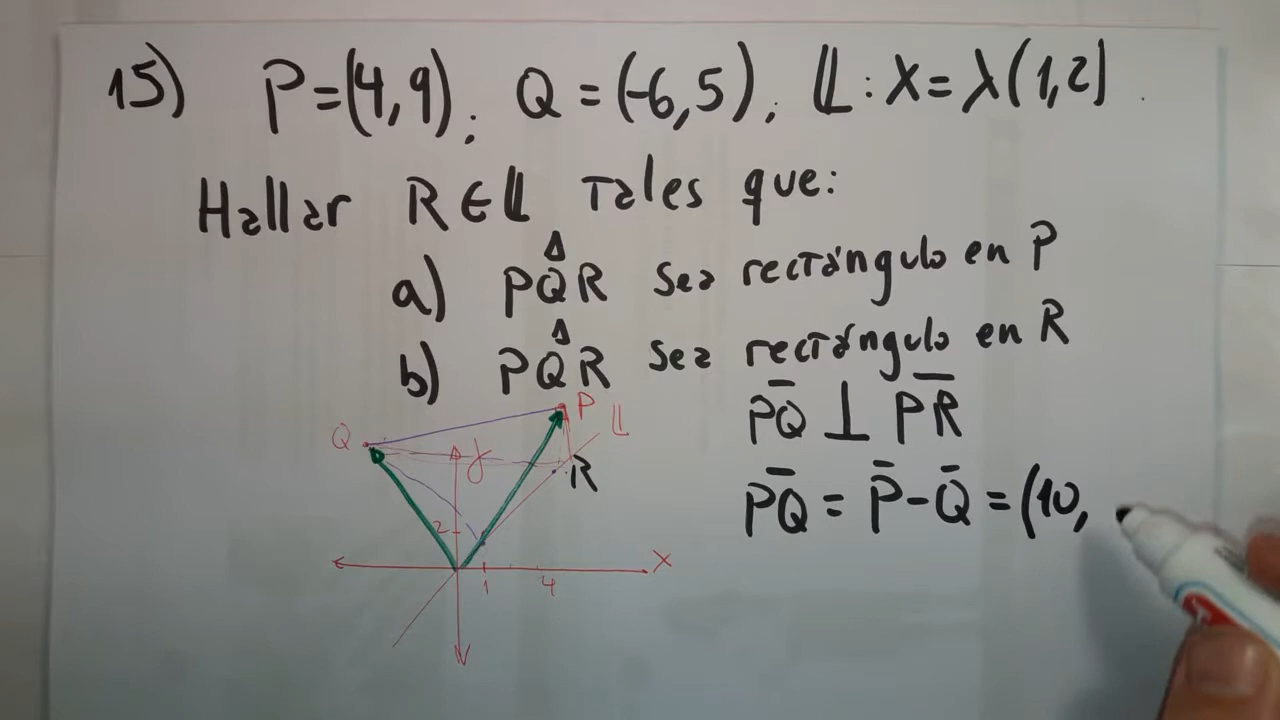 15) P=(4,9); Q=(-6,5); 𝕃: X=λ(1,2).
Hallar R∈𝕃 Tales que:
a) PQ̂R sea rectángulo en P
b) PQ̂R sea rectángulo en R
P̄Q̄ ⊥ P̄R̄
P̄Q̄ = P̄-Q̄ = (10,
P
𝕃
Q
y
R
2
x
1
4